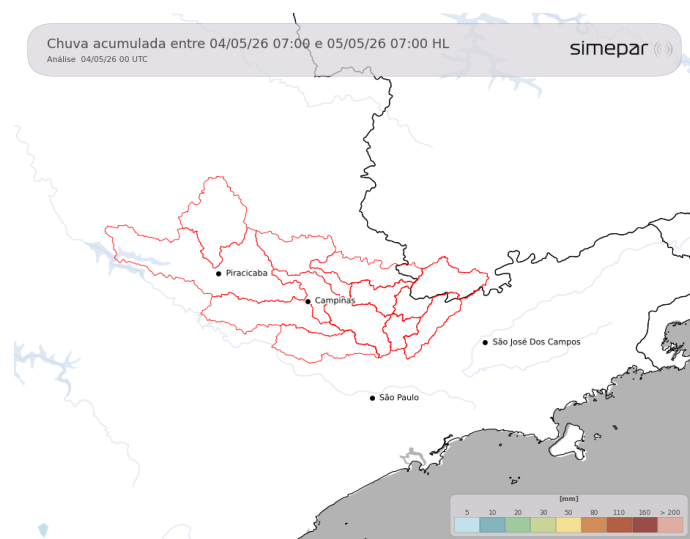 Chuva acumulada entre 04/05/26 07:00 e 05/05/26 07:00 HL
Análise 04/05/26 00 UTC
simepar
Piracicaba
Campinas
São José Dos Campos
São Paulo
[mm]
5 10 20 30 50 80 110 160 > 200